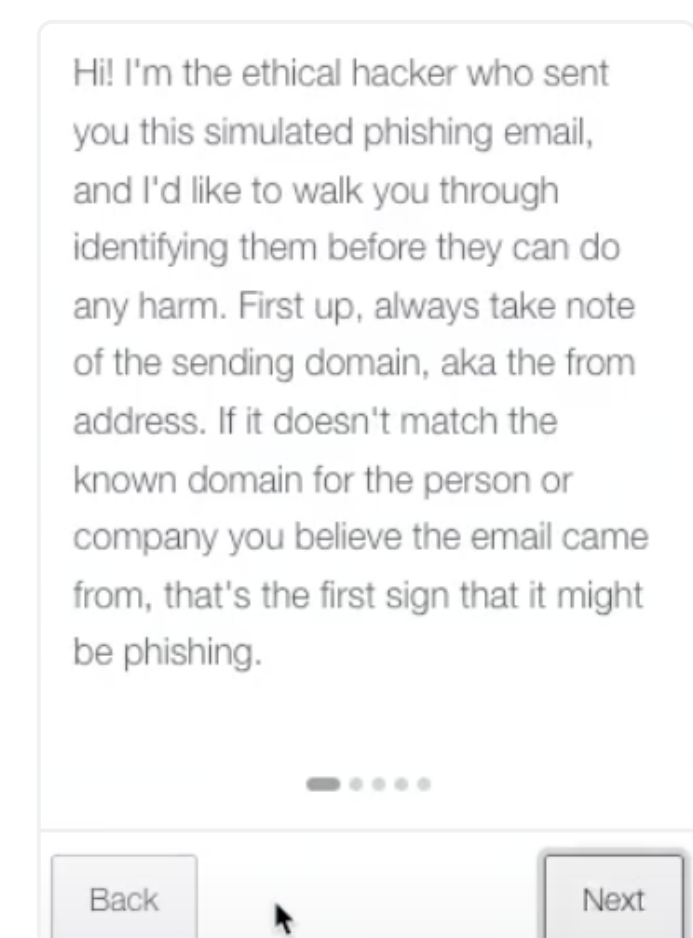 Hi! I'm the ethical hacker who sent
you this simulated phishing email,
and I'd like to walk you through
identifying them before they can do
any harm. First up, always take note
of the sending domain, aka the from
address. If it doesn't match the
known domain for the person or
company you believe the email came
from, that's the first sign that it might
be phishing.
Back
Next